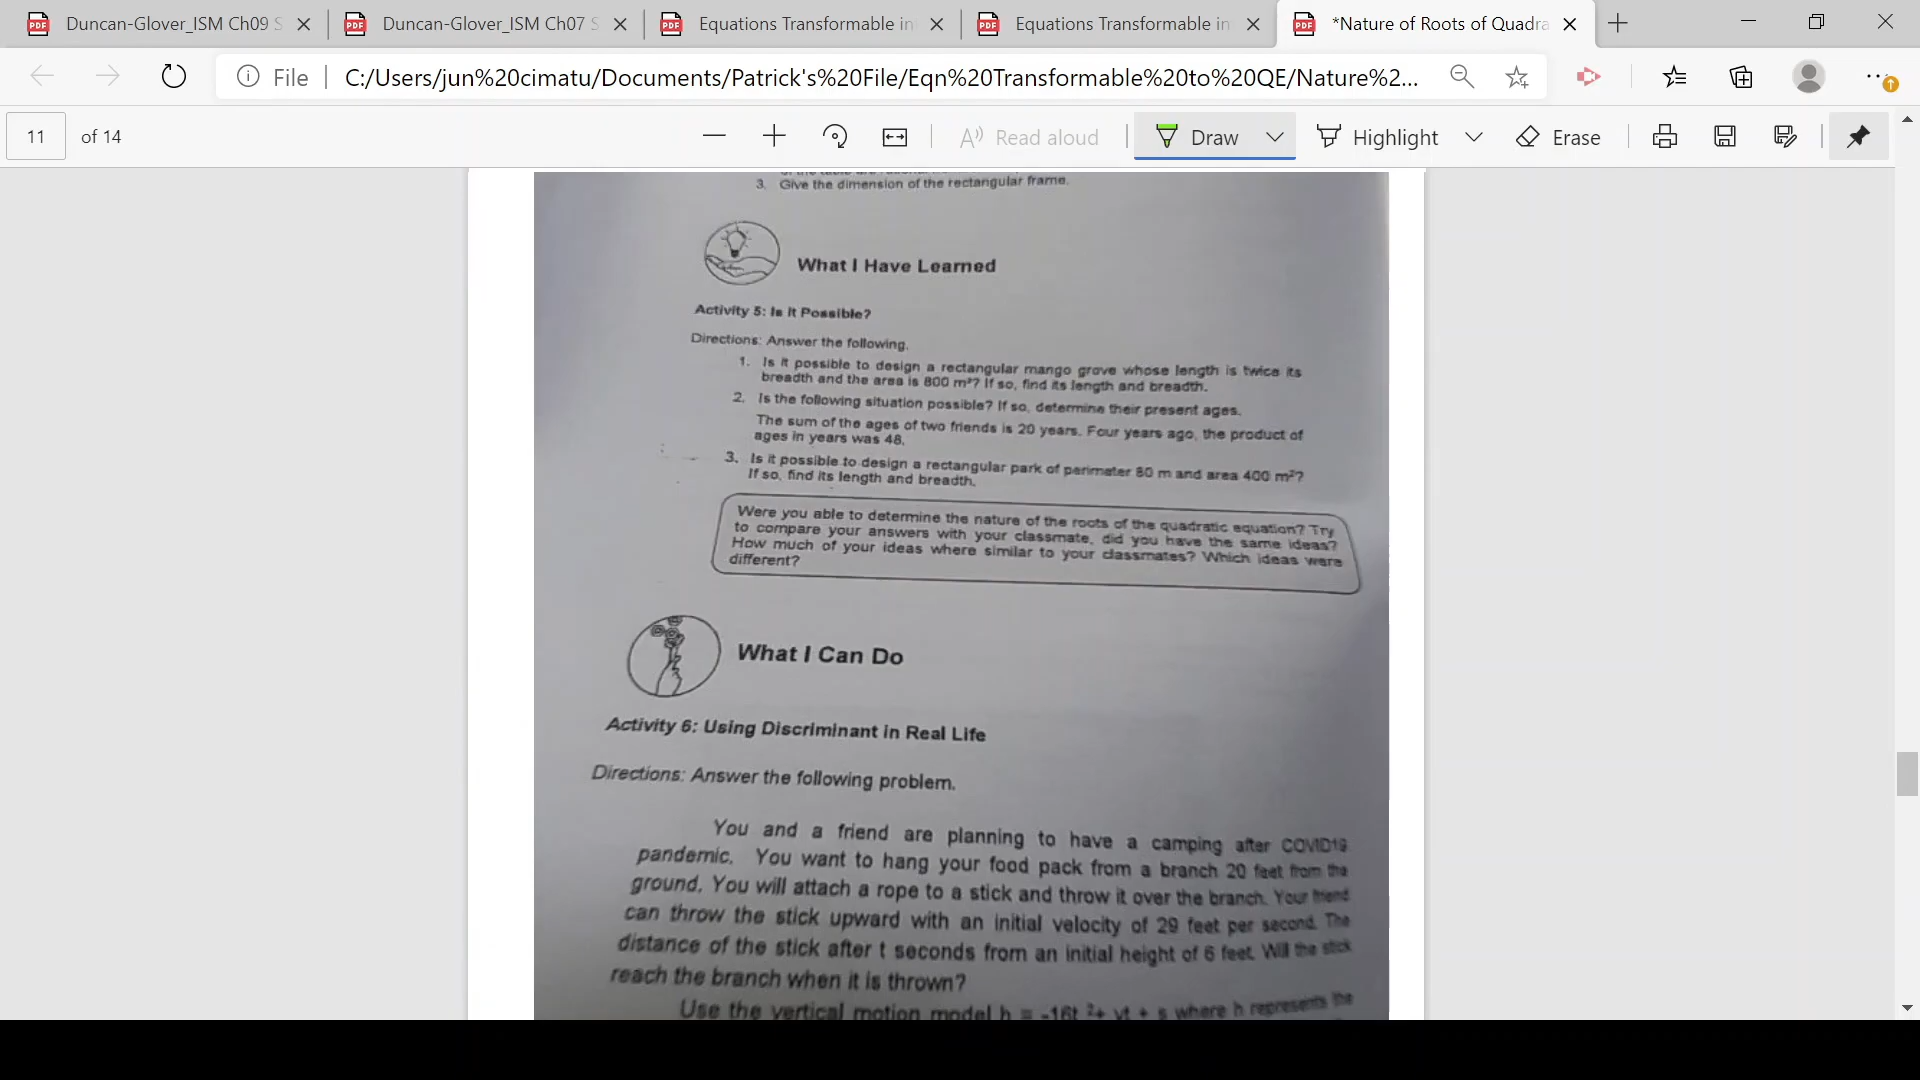 Duncan-Glover_ISM Ch09 S
Duncan-Glover_ISM Ch07 S
Equations Transformable in
Equations Transformable in
*Nature of Roots of Quadra
File
C:/Users/jun%20cimatu/Documents/Patrick's%20File/Eqn%20Transformable%20to%20QE/Nature%2...
11 of 14
Read aloud
Draw
Highlight
Erase
3. Give the dimension of the rectangular frame.
What I Have Learned
Activity 5: Is It Possible?
Directions: Answer the following.
1. Is it possible to design a rectangular mango grove whose length is twice its
breadth and the area is 800 m²? If so, find its length and breadth.
2. Is the following situation possible? If so, determine their present ages.
The sum of the ages of two friends is 20 years. Four years ago, the product of
ages in years was 48.
3. Is it possible to design a rectangular park of perimeter 80 m and area 400 m²?
If so, find its length and breadth.
Were you able to determine the nature of the roots of the quadratic equation? Try
to compare your answers with your classmate, did you have the same ideas?
How much of your ideas where similar to your classmates? Which ideas were
different?
What I Can Do
Activity 6: Using Discriminant in Real Life
Directions: Answer the following problem.
You and a friend are planning to have a camping after COVID19
pandemic. You want to hang your food pack from a branch 20 feet from the
ground. You will attach a rope to a stick and throw it over the branch. Your friend
can throw the stick upward with an initial velocity of 29 feet per second. The
distance of the stick after t seconds from an initial height of 6 feet. Will the stick
reach the branch when it is thrown?
Use the vertical motion model h = -16t ²+ vt + s where h represents the